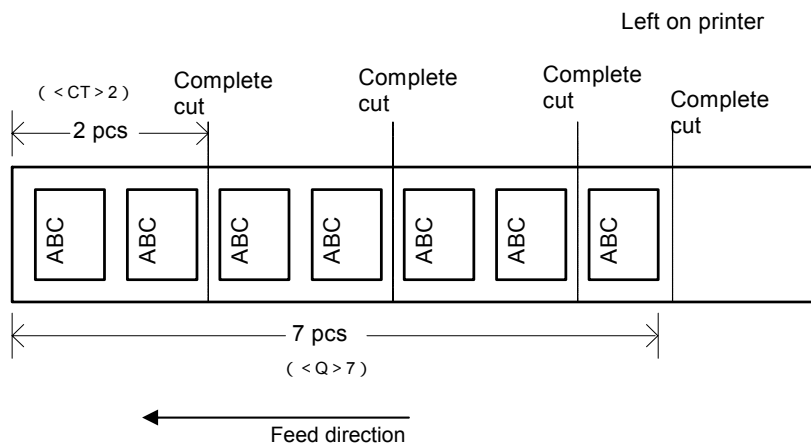 Left on printer
( <CT>2)
Complete
cut
Complete
cut
Complete
cut
Complete
cut
2 pcs
ABC
ABC
ABC
ABC
ABC
ABC
ABC
7 pcs
( <Q>7)
Feed direction